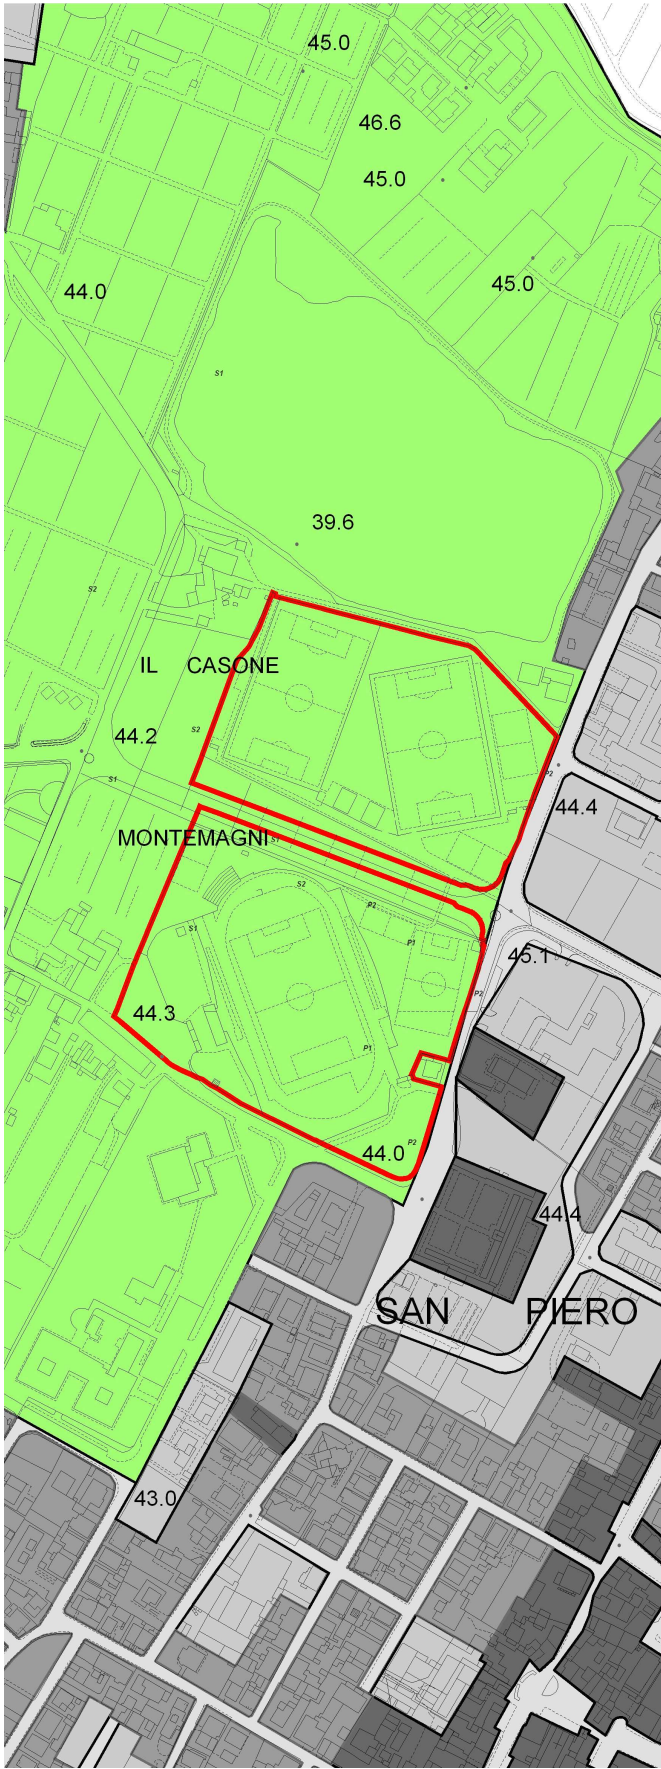 45.0
46.6
45.0
45.0
44.0
S1
39.6
S2
IL CASONE
S2
44.2
P2
S1
44.4
MONTEMAGNI
S1
S2
P2
S1
P1
45.1
P2
44.3
P1
P2
44.0
44.4
SAN PIERO
43.0